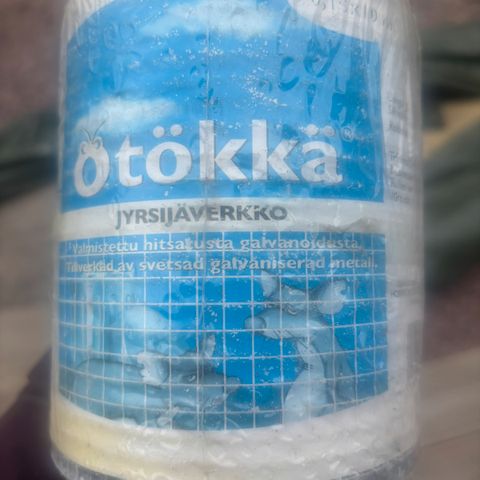 Ötökkä®
JYRSIJÄVERKKO
Valmistettu hitsatusta galvanoidusta
Tillverkad av svetsad galvaniserad metall.